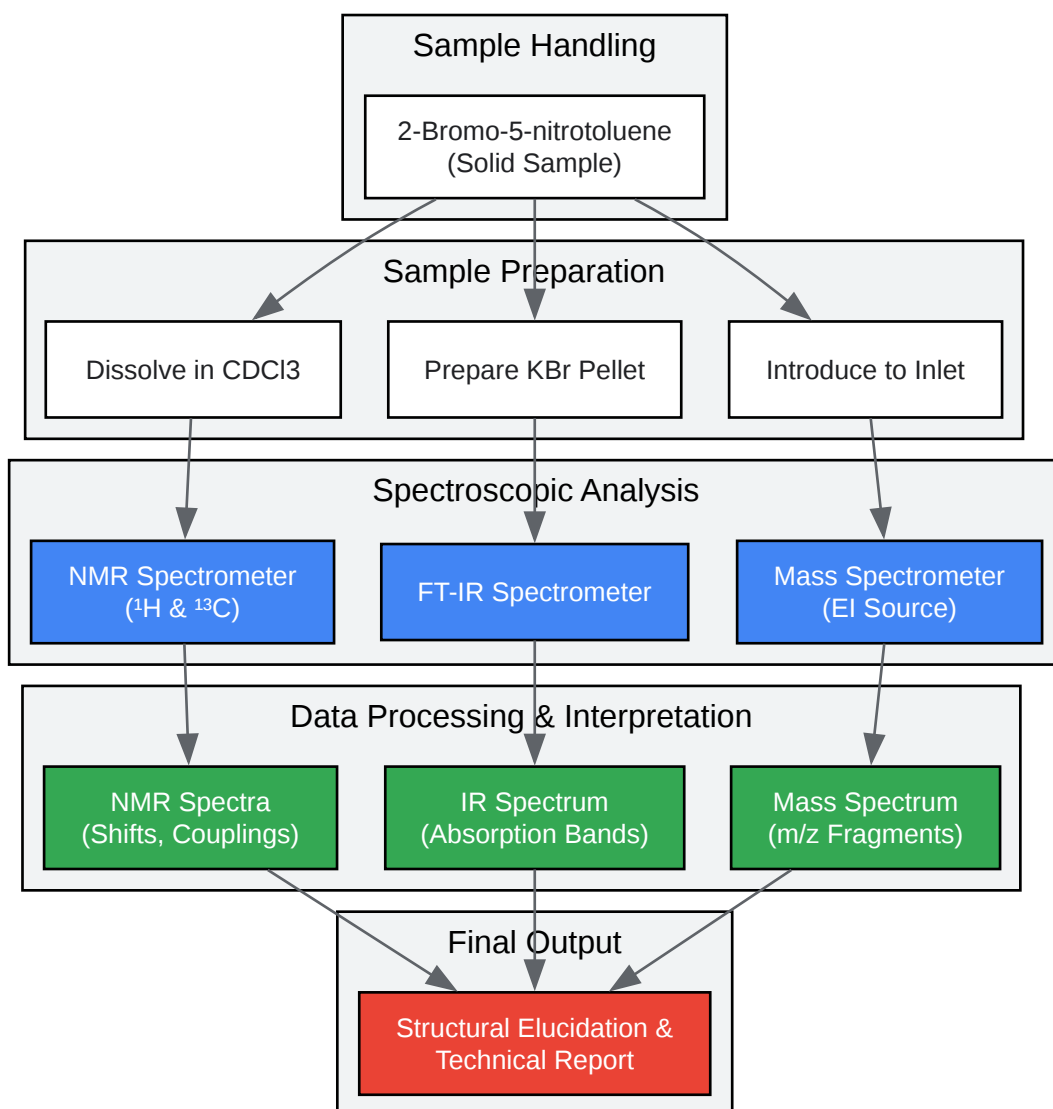 Sample Handling
2-Bromo-5-nitrotoluene
(Solid Sample)
Sample Preparation
Dissolve in CDCl3
Prepare KBr Pellet
Introduce to Inlet
Spectroscopic Analysis
NMR Spectrometer
(¹H & ¹³C)
FT-IR Spectrometer
Mass Spectrometer
(EI Source)
Data Processing & Interpretation
NMR Spectra
(Shifts, Couplings)
IR Spectrum
(Absorption Bands)
Mass Spectrum
(m/z Fragments)
Final Output
Structural Elucidation &
Technical Report